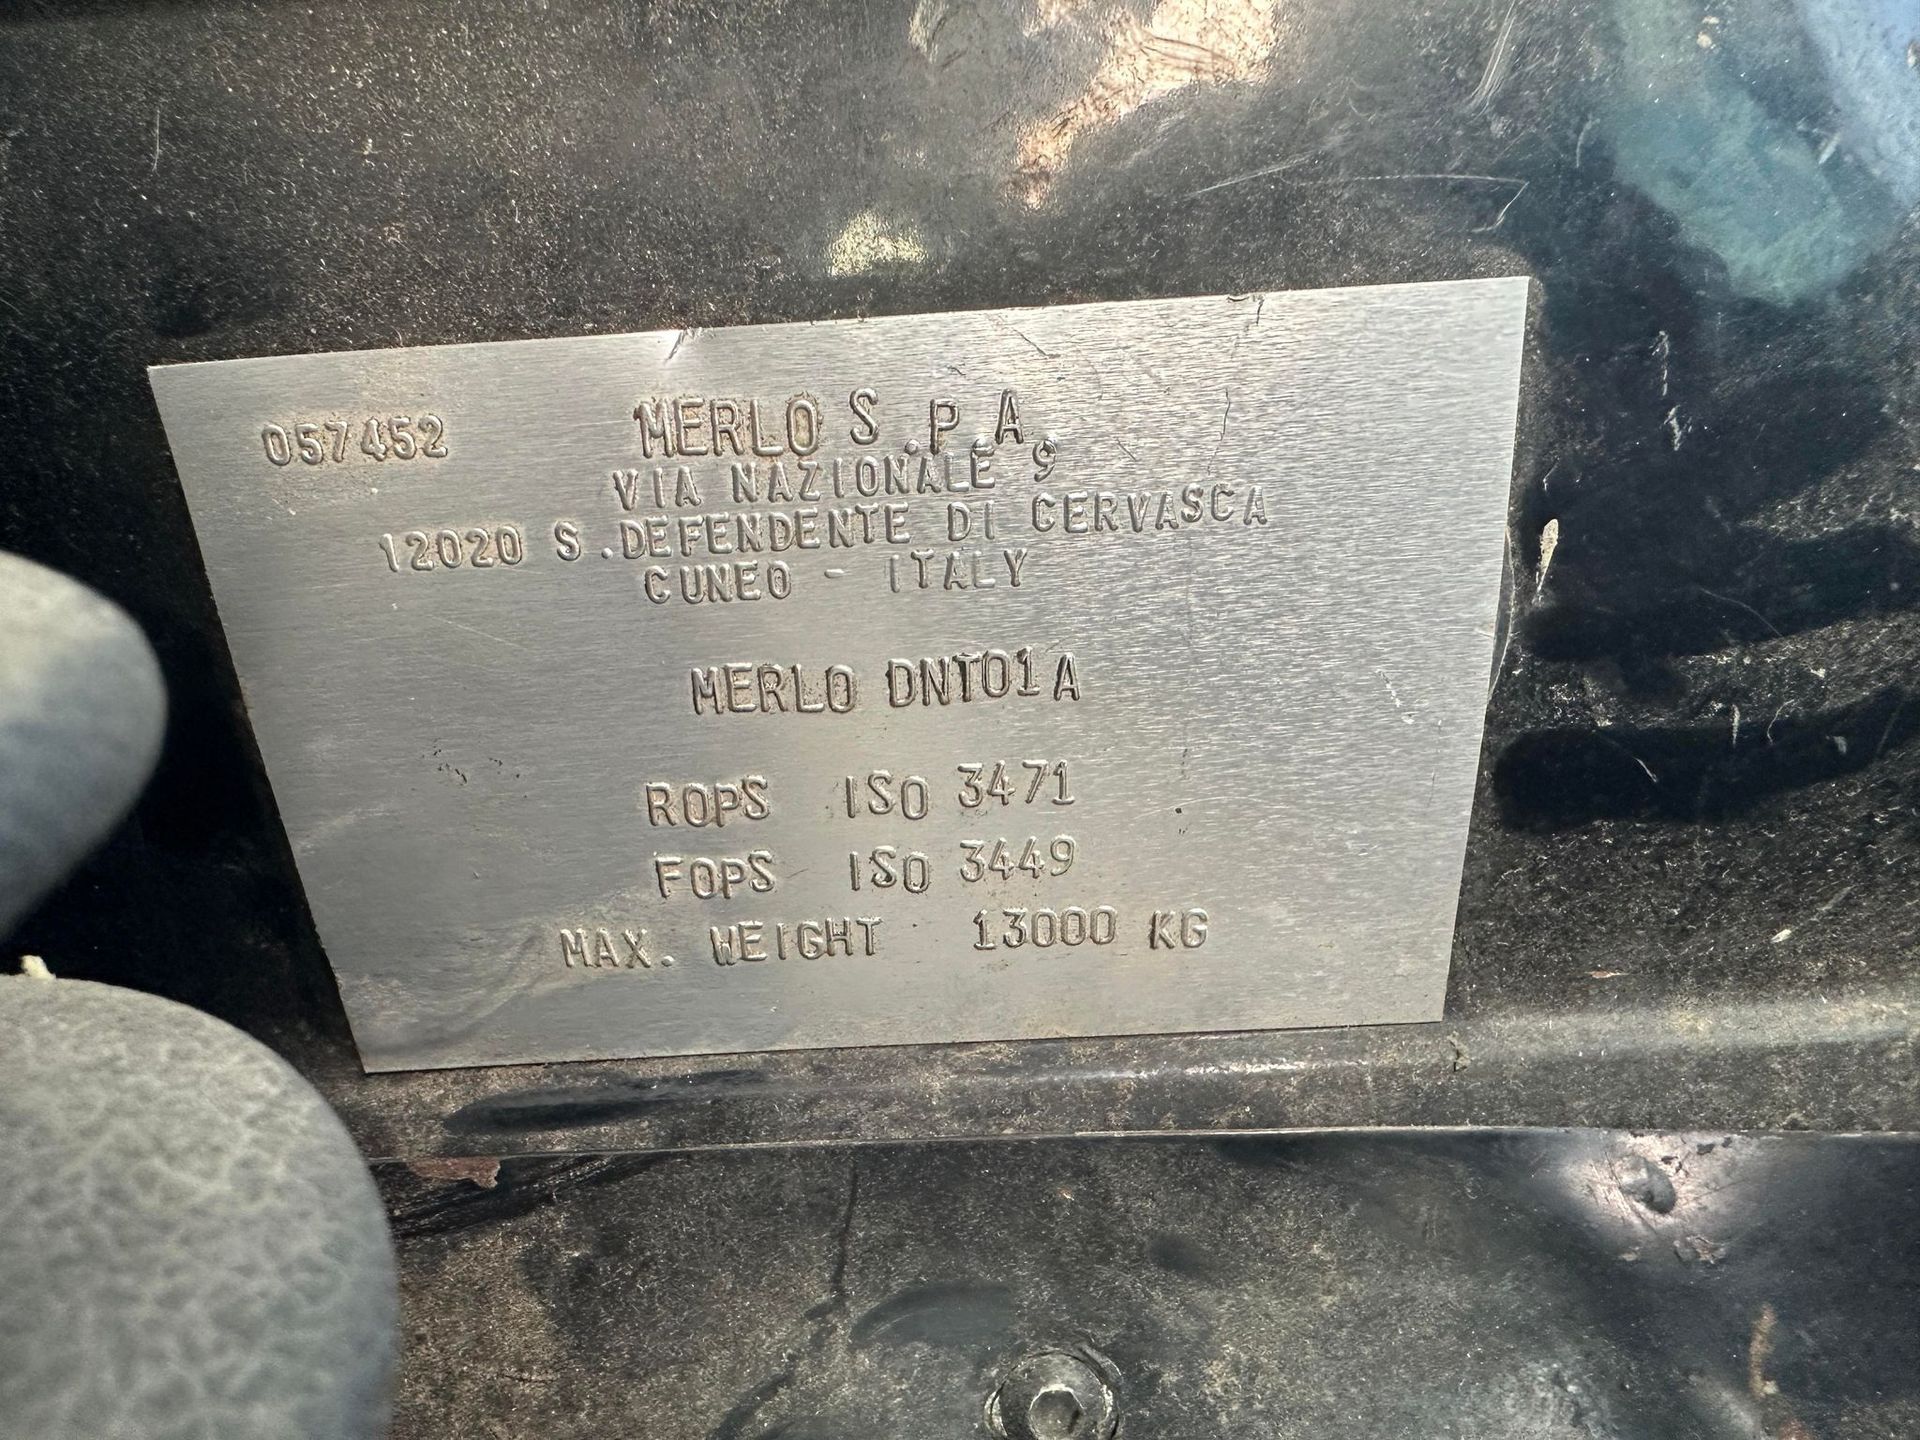 057452 MERLO S.P.A.
VIA NAZIONALE 9
12020 S.DEFENDENTE DI CERVASCA
CUNEO - ITALY
MERLO DNT01A
ROPS ISO 3471
FOPS ISO 3449
MAX. WEIGHT 13000 KG